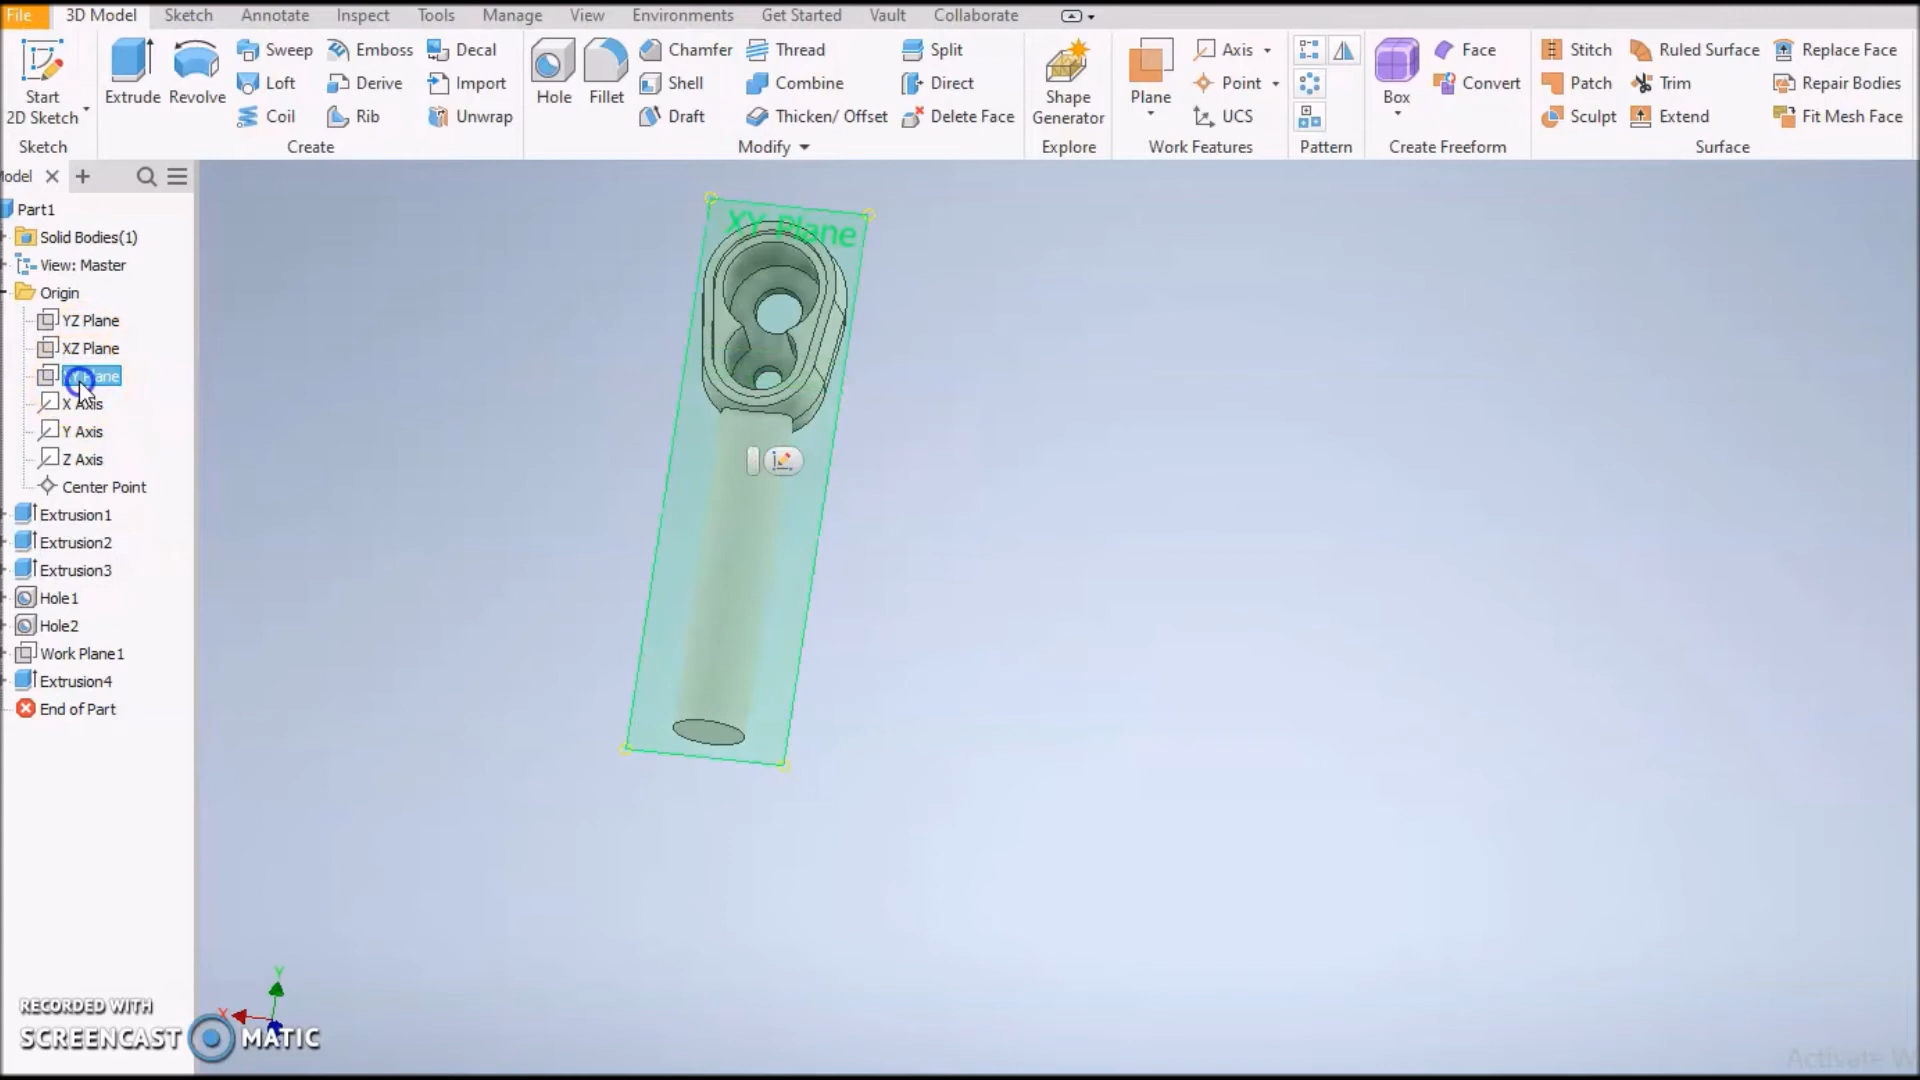 File 3D Model Sketch Annotate Inspect Tools Manage View Environments Get Started Vault Collaborate
Start
2D Sketch
Sketch
Extrude
Revolve
Sweep
Loft
Coil
Emboss
Derive
Rib
Decal
Import
Unwrap
Create
Hole
Fillet
Chamfer
Shell
Draft
Thread
Combine
Thicken/ Offset
Split
Direct
Delete Face
Modify
Shape
Generator
Explore
Plane
Axis
Point
UCS
Work Features
Pattern
Box
Face
Convert
Create Freeform
Stitch
Patch
Sculpt
Ruled Surface
Trim
Extend
Replace Face
Repair Bodies
Fit Mesh Face
Surface
Part1
Solid Bodies(1)
View: Master
Origin
YZ Plane
XZ Plane
Plane
X Axis
Y Axis
Z Axis
Center Point
Extrusion1
Extrusion2
Extrusion3
Hole1
Hole2
Work Plane1
Extrusion4
End of Part
XY Plane
Y
X
RECORDED WITH
SCREENCAST MATIC
Activate W